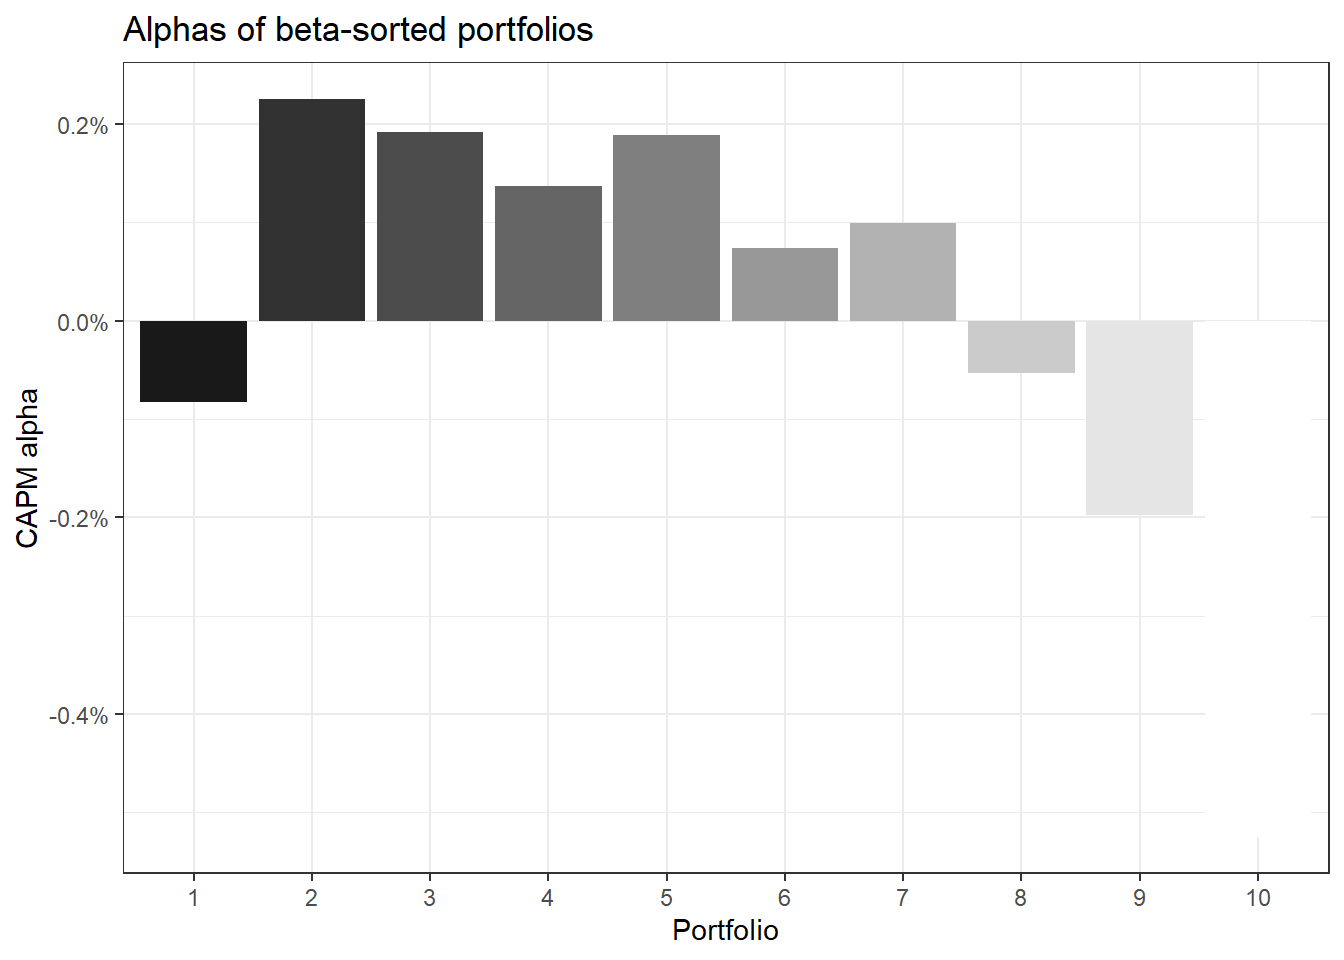 Alphas of beta-sorted portfolios
0.2%
0.0%
-0.2%
-0.4%
CAPM alpha
1 2 3 4 5 6 7 8 9 10
Portfolio